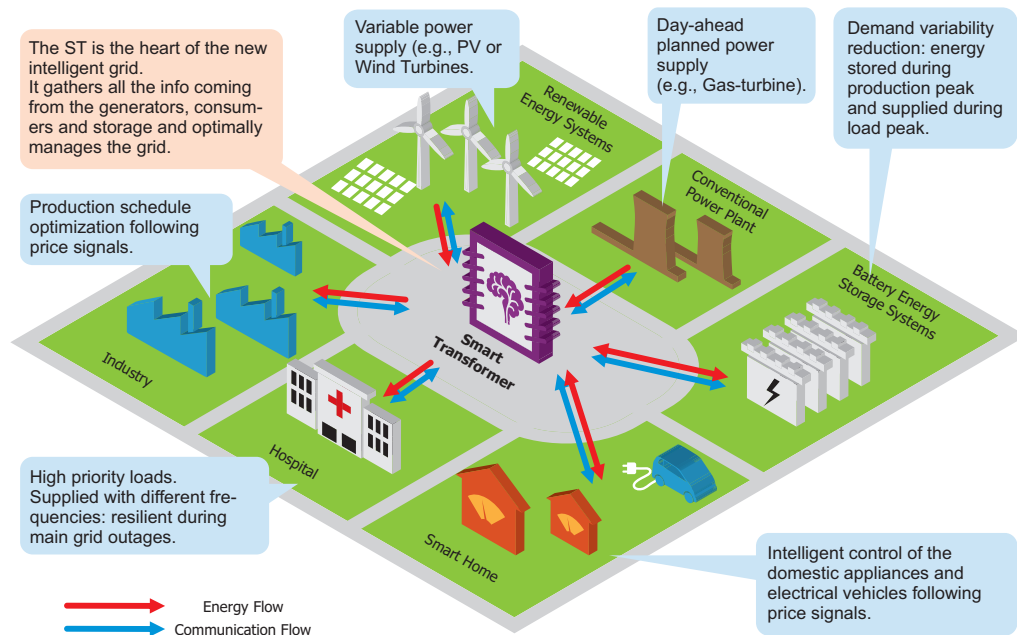 The ST is the heart of the new
intelligent grid.
It gathers all the info coming
from the generators, consum-
ers and storage and optimally
manages the grid.
Variable power
supply (e.g., PV or
Wind Turbines.
Day-ahead
planned power
supply
(e.g., Gas-turbine).
Demand variability
reduction: energy
stored during
production peak
and supplied during
load peak.
Renewable
Energy Systems
Conventional
Power Plant
Production schedule
optimization following
price signals.
Battery Energy
Storage Systems
Industry
Smart
Transformer
Hospital
High priority loads.
Supplied with different fre-
quencies: resilient during
main grid outages.
Smart Home
Intelligent control of the
domestic appliances and
electrical vehicles following
price signals.
Energy Flow
Communication Flow